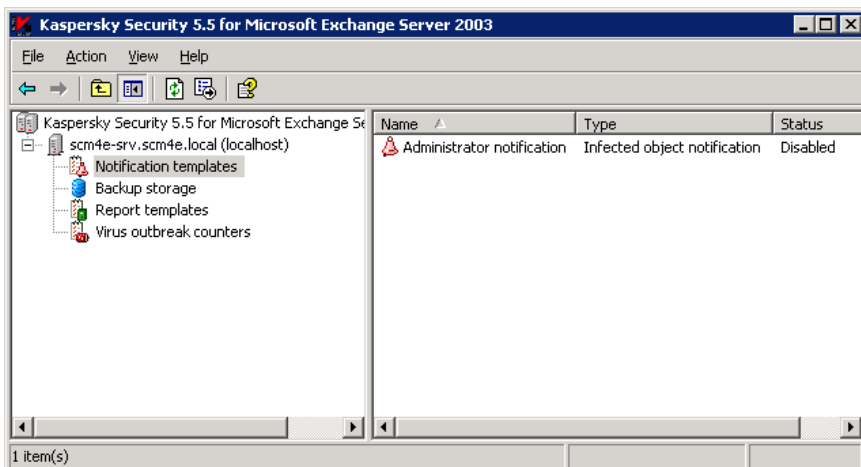 Kaspersky Security 5.5 for Microsoft Exchange Server 2003
File Action View Help
Kaspersky Security 5.5 for Microsoft Exchange Se
scm4e-srv.scm4e.local (localhost)
Notification templates
Backup storage
Report templates
Virus outbreak counters
Name Type Status
Administrator notification Infected object notification Disabled
1 item(s)